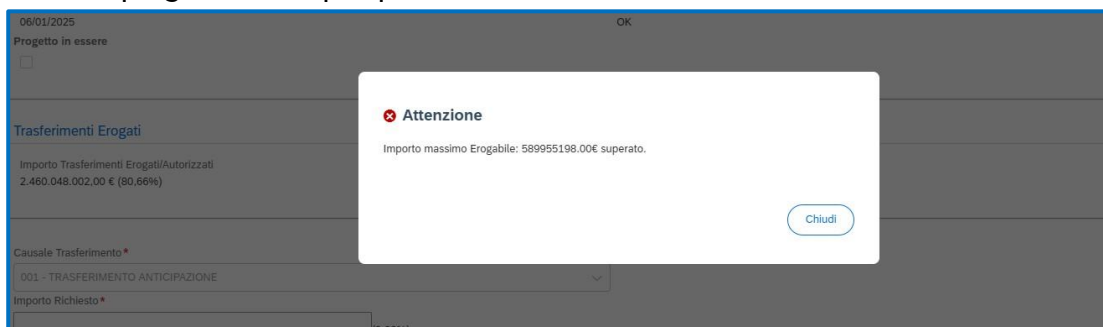 06/01/2025 OK
Progetto in essere
Attenzione
Importo massimo Erogabile: 589955198.00€ superato.
Chiudi
Trasferimenti Erogati
Importo Trasferimenti Erogati/Autorizzati
2.460.048.002,00 € (80,66%)
Causale Trasferimento *
001 - TRASFERIMENTO ANTICIPAZIONE
Importo Richiesto *